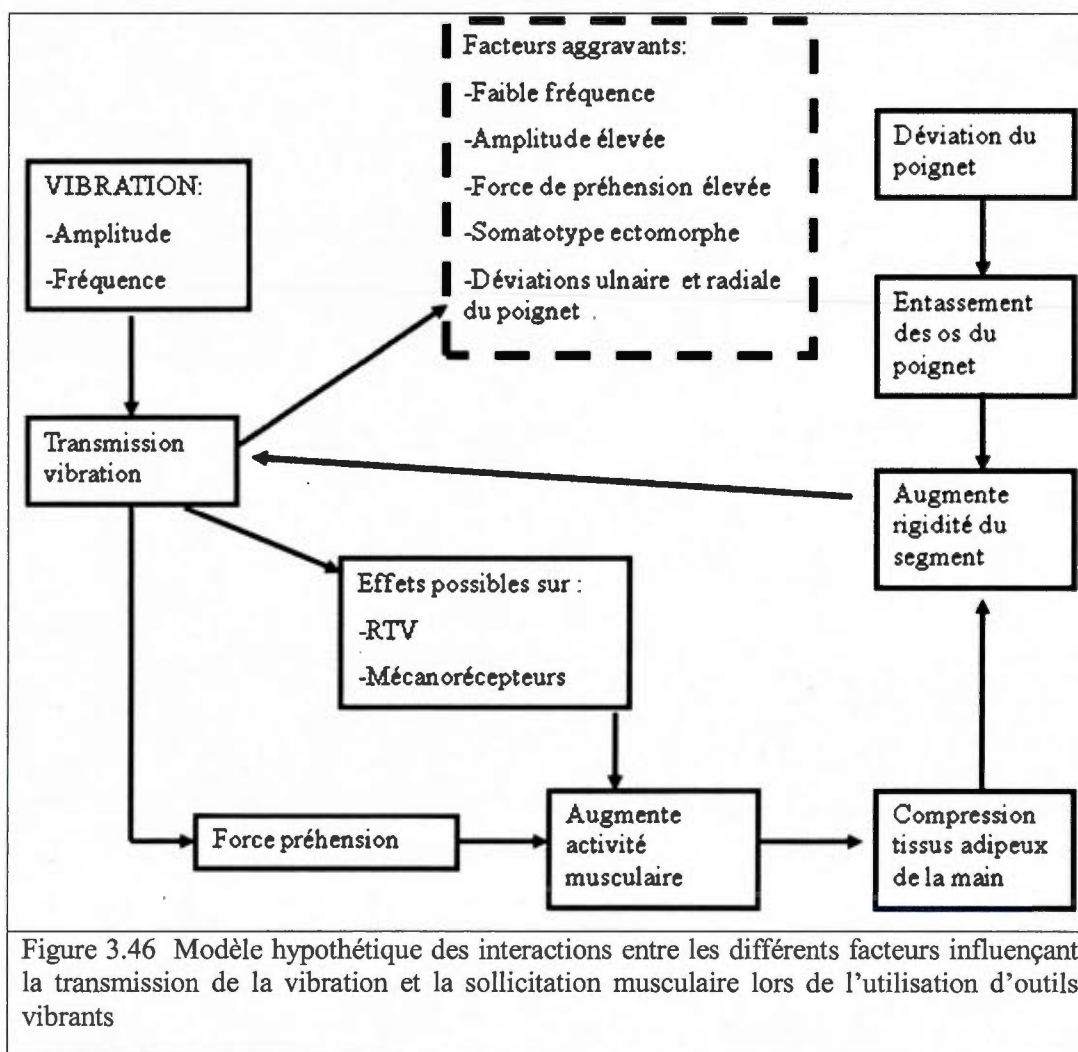 Facteurs aggravants:
-Faible fréquence
-Amplitude élevée
-Force de préhension élevée
-Somatotype ectomorphe
-Déviations ulnaire et radiale
du poignet
VIBRATION:
-Amplitude
-Fréquence
Déviation du
poignet
Entassement
des os du
poignet
Transmission
vibration
Augmente
rigidité du
segment
Effets possibles sur :
-RTV
-Mécanorécepteurs
Force préhension
Augmente
activité
musculaire
Compression
tissus adipeux
de la main
Figure 3.46 Modèle hypothétique des interactions entre les différents facteurs influençant
la transmission de la vibration et la sollicitation musculaire lors de l'utilisation d'outils
vibrants